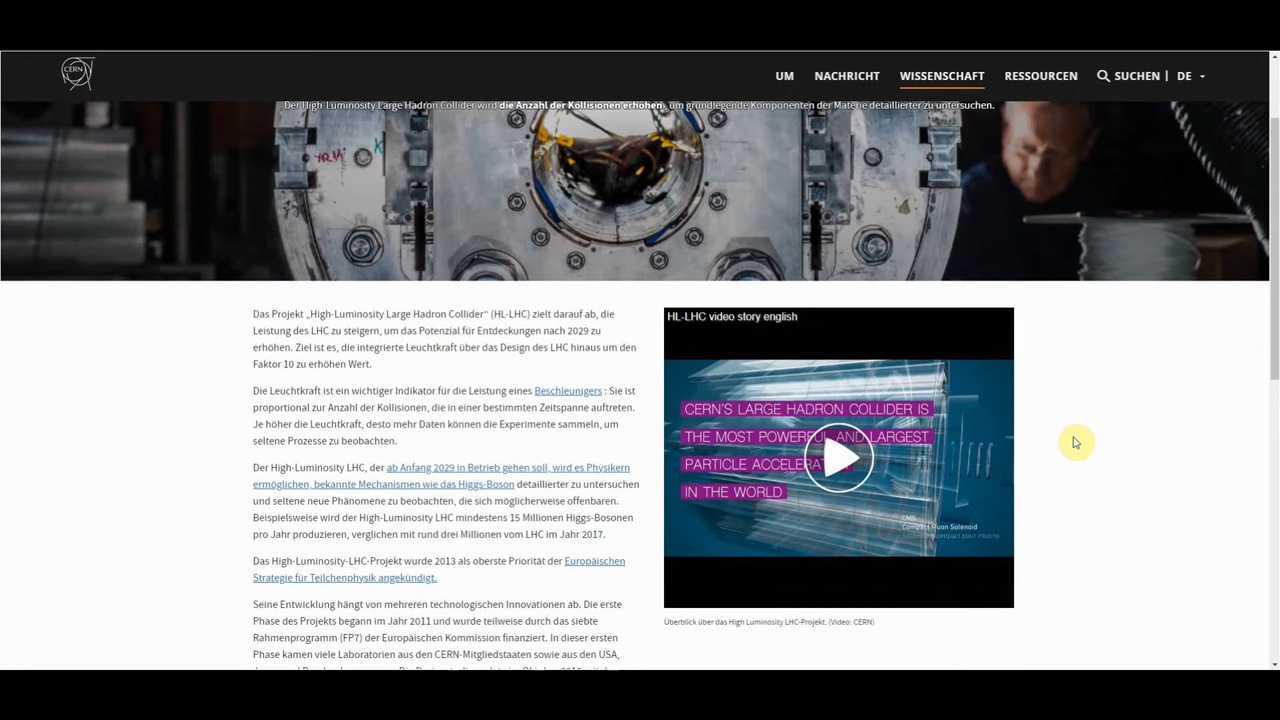 CERN
UM NACHRICHT WISSENSCHAFT RESSOURCEN SUCHEN | DE
Der High-Luminosity Large Hadron Collider wird die Anzahl der Kollisionen erhöhen, um grundlegende Komponenten der Materie detaillierter zu untersuchen.
Das Projekt „High-Luminosity Large Hadron Collider“ (HL-LHC) zielt darauf ab, die
Leistung des LHC zu steigern, um das Potenzial für Entdeckungen nach 2029 zu
erhöhen. Ziel ist es, die integrierte Leuchtkraft über das Design des LHC hinaus um den
Faktor 10 zu erhöhen Wert.
Die Leuchtkraft ist ein wichtiger Indikator für die Leistung eines Beschleunigers : Sie ist
proportional zur Anzahl der Kollisionen, die in einer bestimmten Zeitspanne auftreten.
Je höher die Leuchtkraft, desto mehr Daten können die Experimente sammeln, um
seltene Prozesse zu beobachten.
Der High-Luminosity LHC, der ab Anfang 2029 in Betrieb gehen soll, wird es Physikern
ermöglichen, bekannte Mechanismen wie das Higgs-Boson detaillierter zu untersuchen
und seltene neue Phänomene zu beobachten, die sich möglicherweise offenbaren.
Beispielsweise wird der High-Luminosity LHC mindestens 15 Millionen Higgs-Bosonen
pro Jahr produzieren, verglichen mit rund drei Millionen vom LHC im Jahr 2017.
Das High-Luminosity-LHC-Projekt wurde 2013 als oberste Priorität der Europäischen
Strategie für Teilchenphysik angekündigt.
Seine Entwicklung hängt von mehreren technologischen Innovationen ab. Die erste
Phase des Projekts begann im Jahr 2011 und wurde teilweise durch das siebte
Rahmenprogramm (FP7) der Europäischen Kommission finanziert. In dieser ersten
Phase kamen viele Laboratorien aus den CERN-Mitgliedstaaten sowie aus den USA,
HL-LHC video story english
CERN'S LARGE HADRON COLLIDER IS
THE MOST POWERFUL AND LARGEST
PARTICLE ACCELERA
IN THE WORLD
CMS
Compact Muon Solenoid
Überblick über das High Luminosity LHC-Projekt. (Video: CERN)